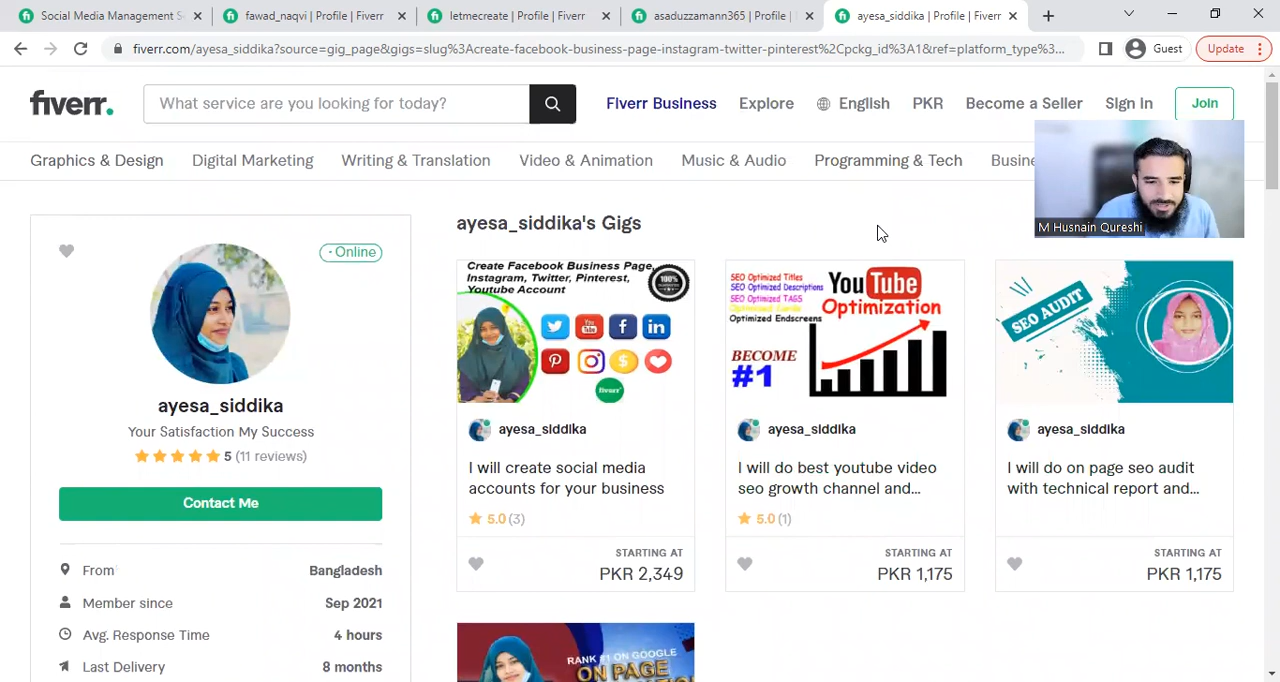 Social Media Management S
fawad_naqvi | Profile | Fiverr
letmecreate | Profile | Fiverr
asaduzzamann365 | Profile |
ayesa_siddika | Profile | Fiverr
fiverr.com/ayesa_siddika?source=gig_page&gigs=slug%3Acreate-facebook-business-page-instagram-twitter-pinterest%2Cpckg_id%3A1&ref=platform_type%3...
Guest
Update
fiverr.
What service are you looking for today?
Fiverr Business
Explore
English
PKR
Become a Seller
Sign In
Join
Graphics & Design
Digital Marketing
Writing & Translation
Video & Animation
Music & Audio
Programming & Tech
Busine
M Husnain Qureshi
Online
ayesa_siddika
Your Satisfaction My Success
5 (11 reviews)
Contact Me
From Bangladesh
Member since Sep 2021
Avg. Response Time 4 hours
Last Delivery 8 months
ayesa_siddika's Gigs
Create Facebook Business Page,
Instagram, Twitter, Pinterest,
Youtube Account
100%
fiverr
ayesa_siddika
I will create social media
accounts for your business
5.0 (3)
STARTING AT
PKR 2,349
SEO Optimized Titles
SEO Optimized Descriptions
SEO Optimized TAGS
Optimized Endscreens
YouTube
Optimization
BECOME
#1
ayesa_siddika
I will do best youtube video
seo growth channel and...
5.0 (1)
STARTING AT
PKR 1,175
SEO AUDIT
ayesa_siddika
I will do on page seo audit
with technical report and...
STARTING AT
PKR 1,175
RANK #1 ON GOOGLE
ON PAGE